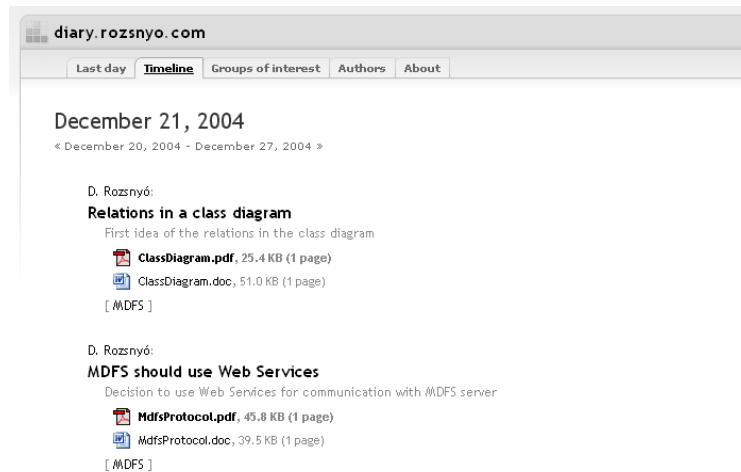 diary.rozsnyo.com
Last day Timeline Groups of interest Authors About
December 21, 2004
« December 20, 2004 - December 27, 2004 »
D. Rozsnyó:
Relations in a class diagram
First idea of the relations in the class diagram
ClassDiagram.pdf, 25.4 KB (1 page)
ClassDiagram.doc, 51.0 KB (1 page)
[ MDFS ]
D. Rozsnyó:
MDFS should use Web Services
Decision to use Web Services for communication with MDFS server
MdfsProtocol.pdf, 45.8 KB (1 page)
MdfsProtocol.doc, 39.5 KB (1 page)
[ MDFS ]